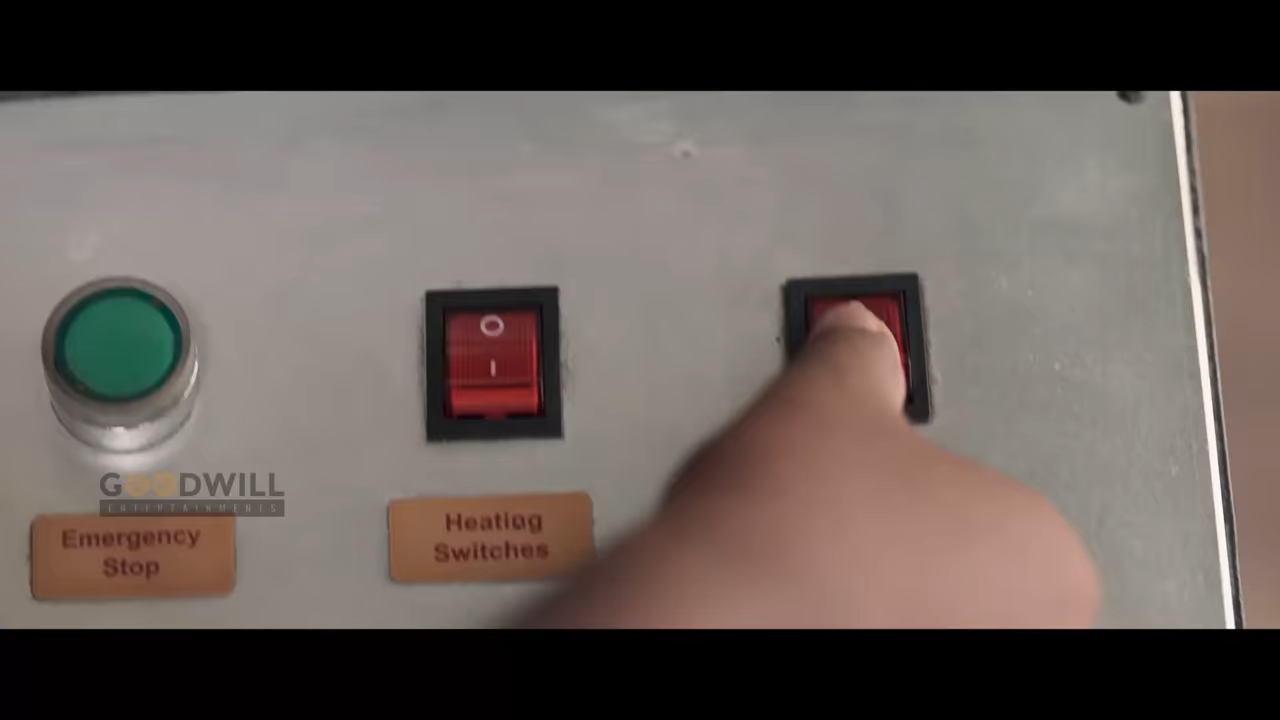 O
I
GOODWILL
ENTERTAINMENTS
Emergency
Stop
Heating
Switches